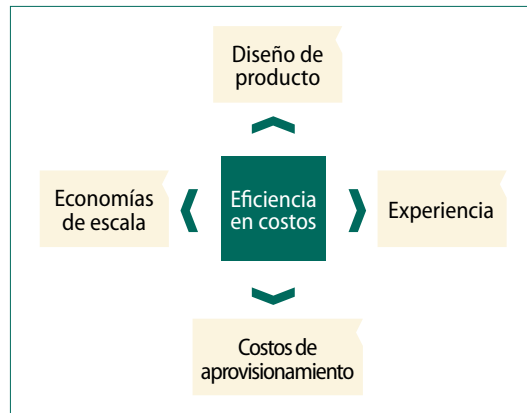 Diseño de
producto
Economías
de escala
Eficiencia
en costos
Experiencia
Costos de
aprovisionamiento